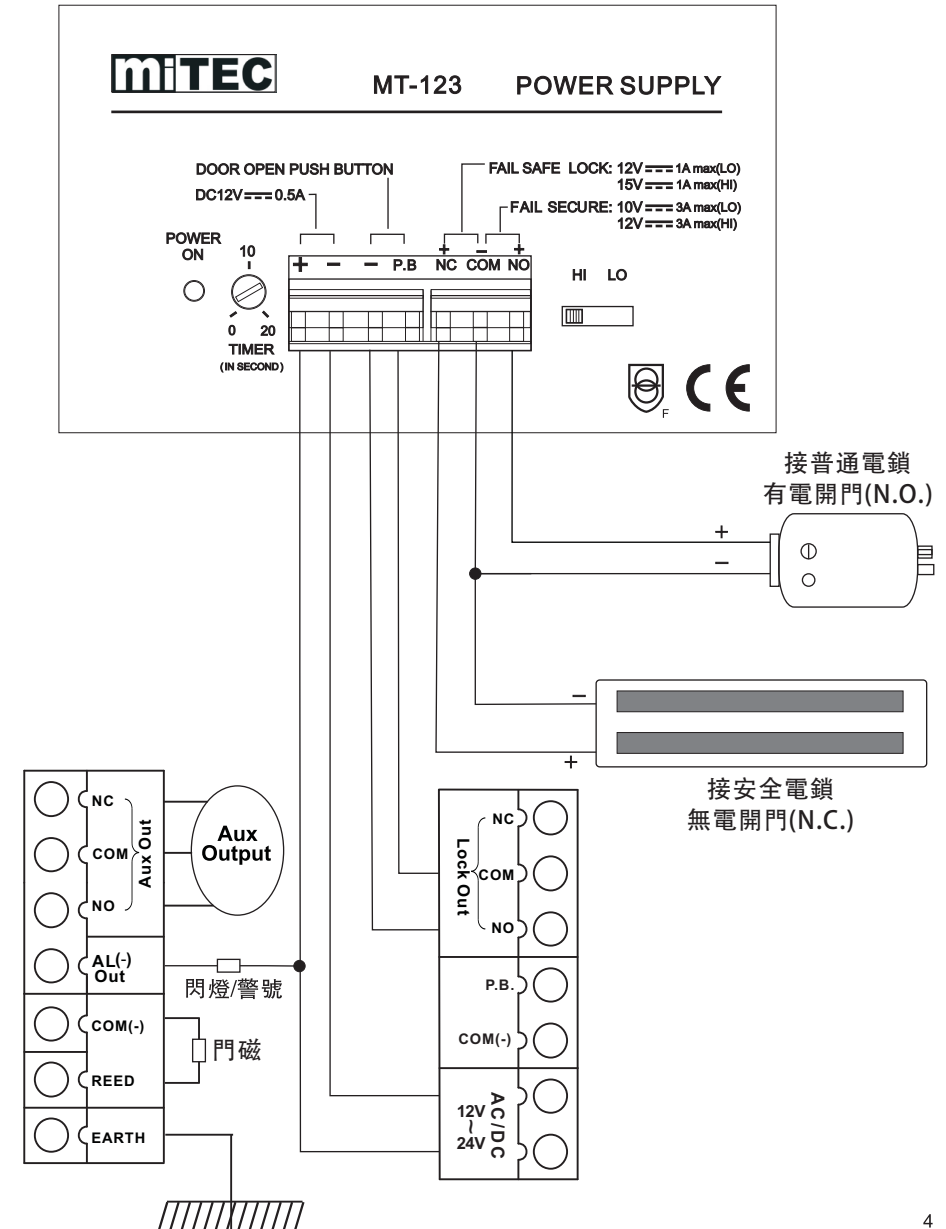 miTEC
MT-123 POWER SUPPLY
DOOR OPEN PUSH BUTTON
DC12V⎓0.5A
FAIL SAFE LOCK: 12V⎓1A max(LO)
15V⎓1A max(HI)
FAIL SECURE: 10V⎓3A max(LO)
12V⎓3A max(HI)
POWER
ON
10
0 20
TIMER
(IN SECOND)
+ − +
+ − − P.B NC COM NO
HI LO
F
CE
接普通電鎖
有電開門(N.O.)
+
−
−
+
接安全電鎖
無電開門(N.C.)
NC
COM
NO
Aux Out
Aux
Output
AL(-)
Out
閃燈/警號
COM(-)
門磁
REED
EARTH
NC
COM
NO
Lock Out
P.B.
COM(-)
12V
~
24V
AC/DC
4